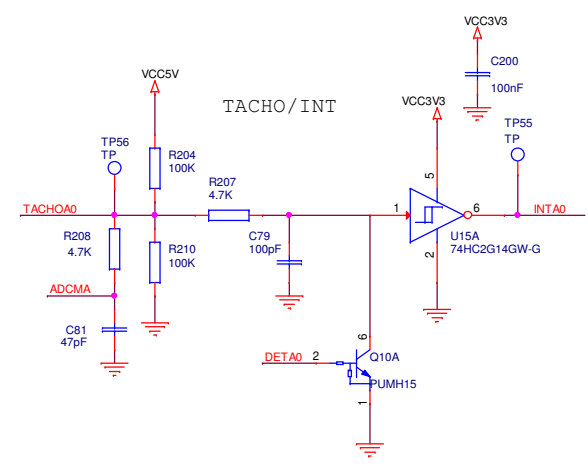 VCC3V3
C200
100nF
VCC5V
TACHO/INT
VCC3V3
TP56
TP
TP55
TP
R204
100K
R207
4.7K
5
TACHOA0
1
6
INTA0
R208
4.7K
R210
100K
C79
100pF
U15A
74HC2G14GW-G
2
ADCMA
C81
47pF
6
DETA0
2
Q10A
PUMH15
1